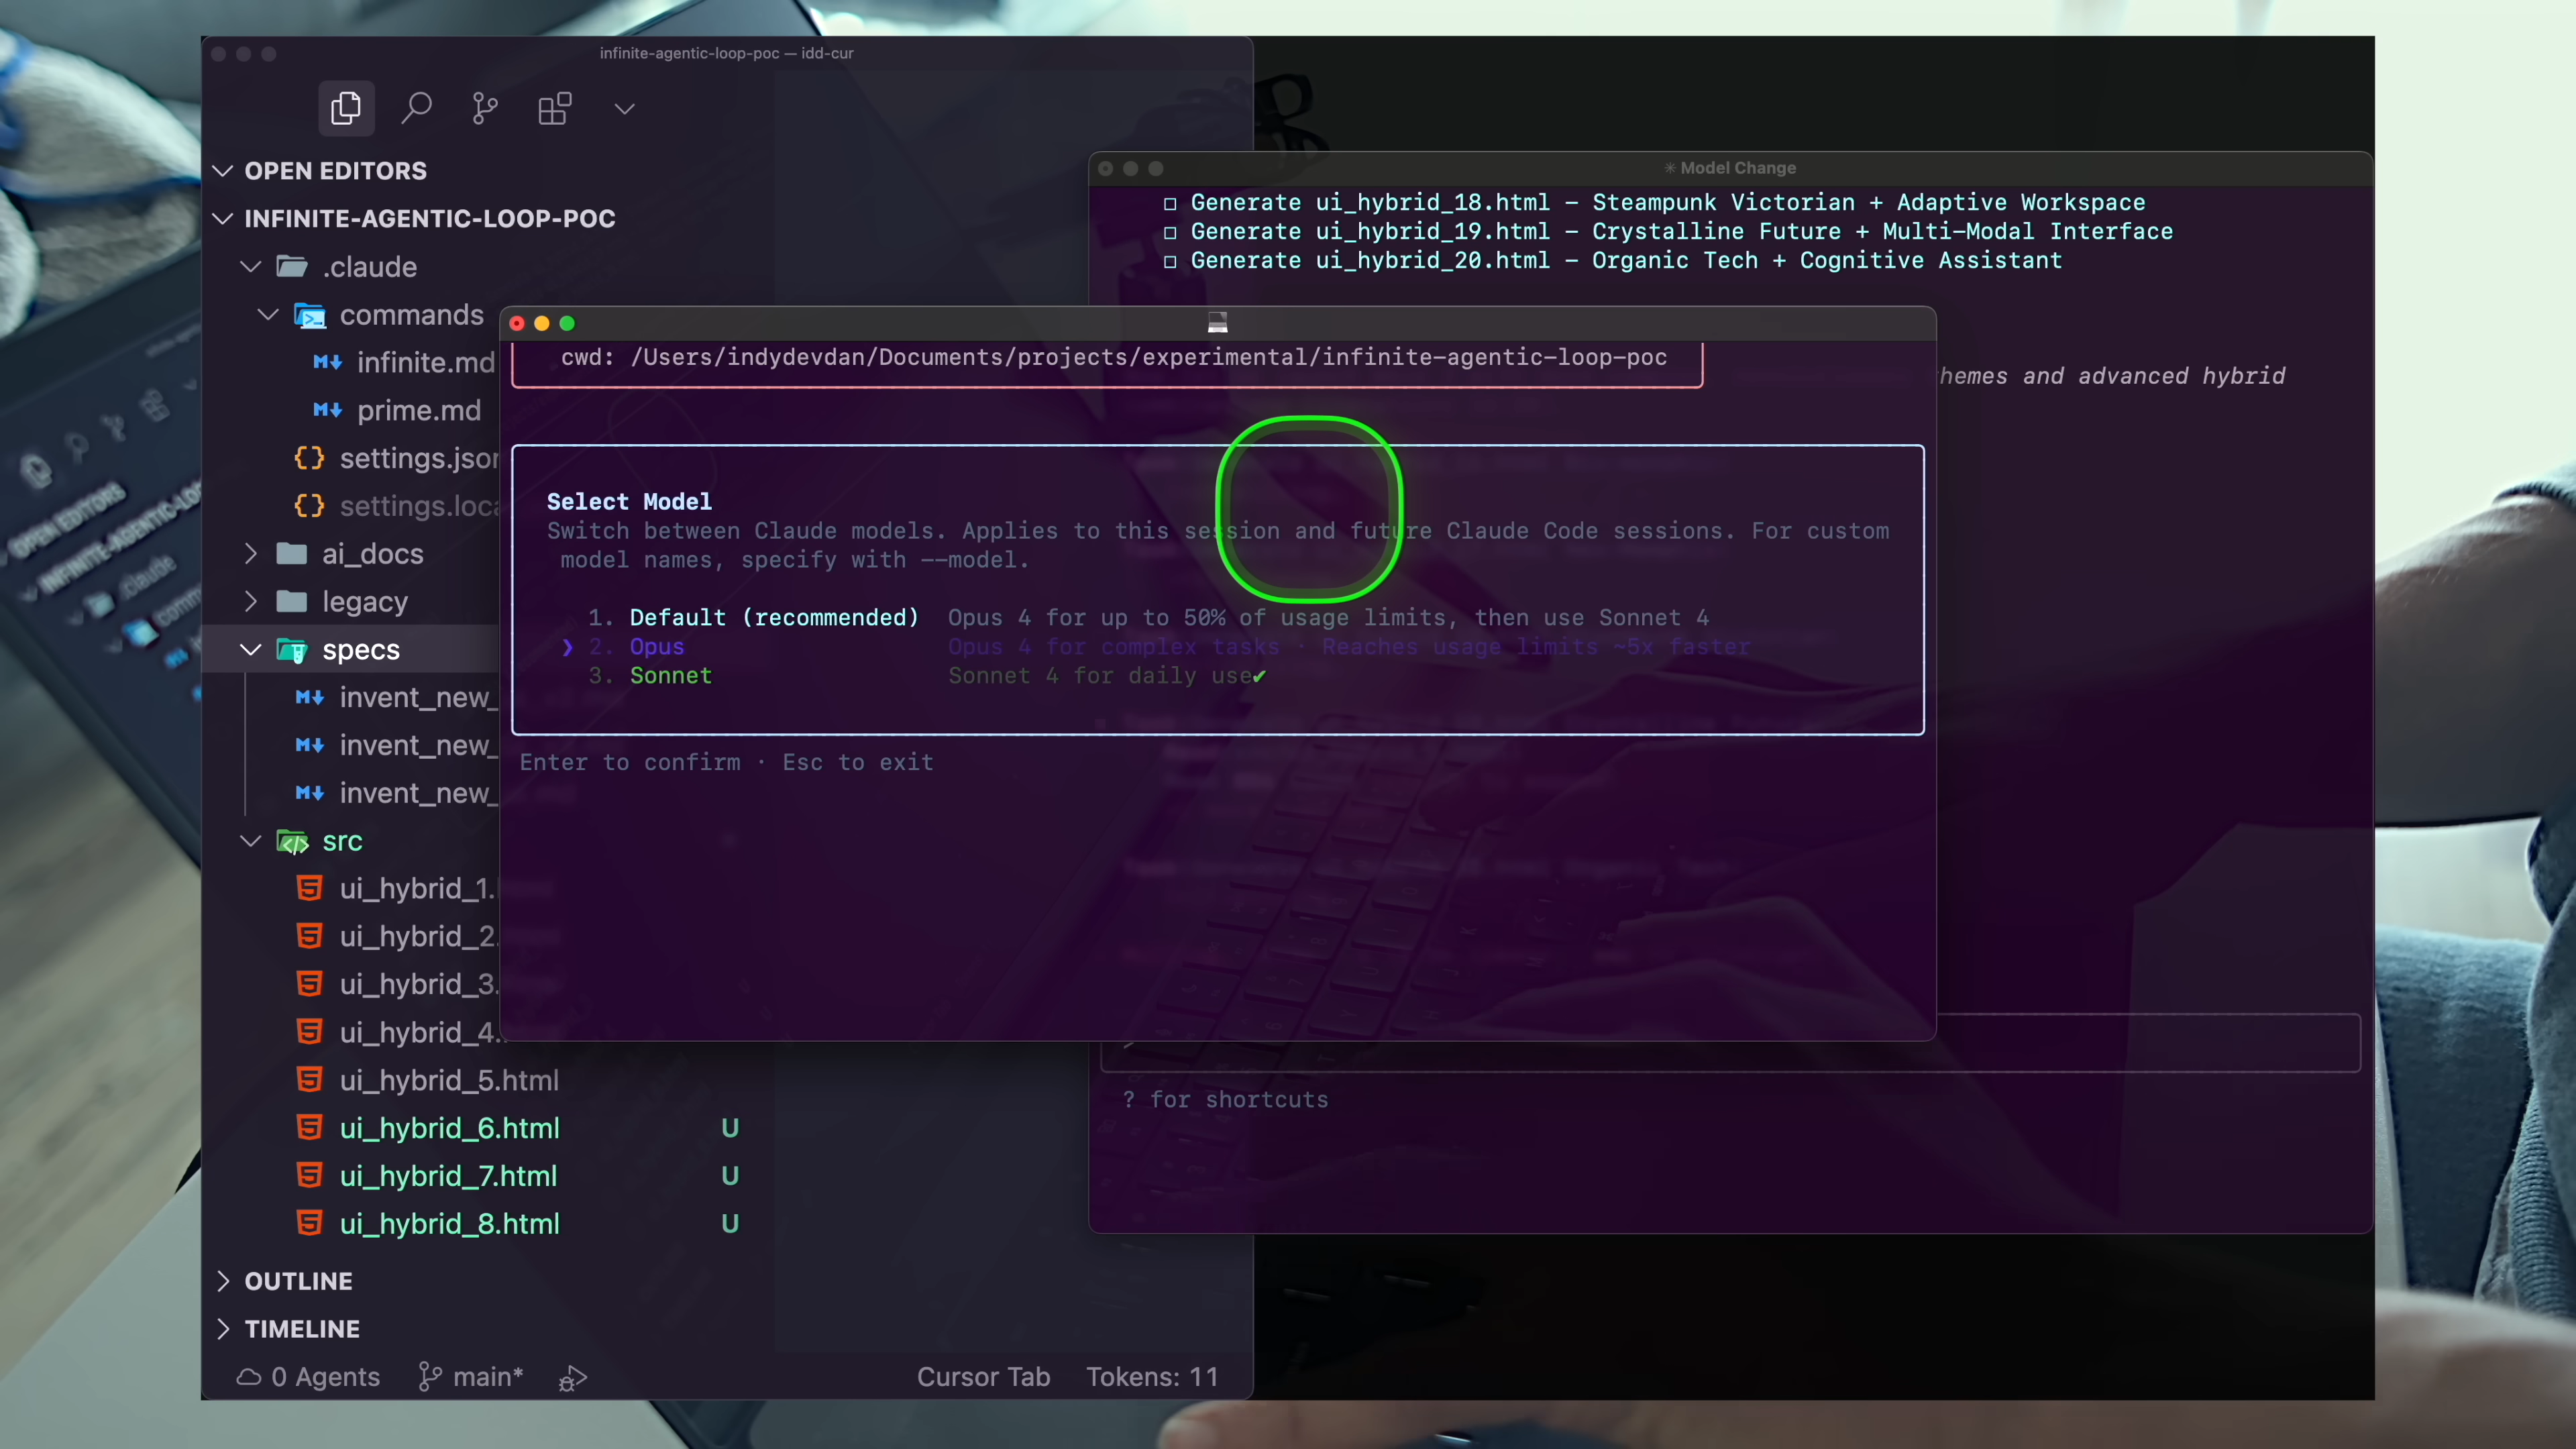 infinite-agentic-loop-poc — idd-cur
OPEN EDITORS
INFINITE-AGENTIC-LOOP-POC
.claude
commands
infinite.md
prime.md
settings.json
settings.loca
ai_docs
legacy
specs
invent_new_
invent_new_
invent_new_
src
ui_hybrid_1.
ui_hybrid_2.
ui_hybrid_3.
ui_hybrid_4.
ui_hybrid_5.html
ui_hybrid_6.html U
ui_hybrid_7.html U
ui_hybrid_8.html U
OUTLINE
TIMELINE
0 Agents main* Cursor Tab Tokens: 11
✳ Model Change
☐ Generate ui_hybrid_18.html – Steampunk Victorian + Adaptive Workspace
☐ Generate ui_hybrid_19.html – Crystalline Future + Multi-Modal Interface
☐ Generate ui_hybrid_20.html – Organic Tech + Cognitive Assistant
hemes and advanced hybrid
cwd: /Users/indydevdan/Documents/projects/experimental/infinite-agentic-loop-poc
Select Model
Switch between Claude models. Applies to this session and future Claude Code sessions. For custom
model names, specify with --model.
1. Default (recommended) Opus 4 for up to 50% of usage limits, then use Sonnet 4
❯ 2. Opus Opus 4 for complex tasks · Reaches usage limits ~5x faster
3. Sonnet Sonnet 4 for daily use✔
Enter to confirm · Esc to exit
? for shortcuts